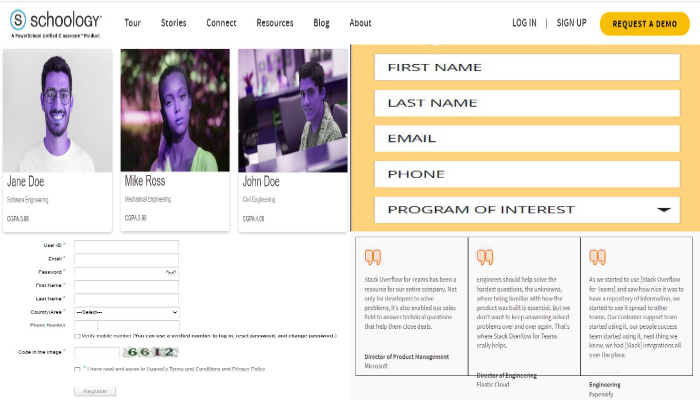 schoology®
A PowerSchool Unified Classroom™ Product
Tour
Stories
Connect
Resources
Blog
About
LOG IN | SIGN UP
REQUEST A DEMO
Jane Doe
Software Engineering
CGPA:3.88
Mike Ross
Mechanical Engineering
CGPA:3.99
John Doe
Civil Engineering
CGPA:4.00
FIRST NAME
LAST NAME
EMAIL
PHONE
PROGRAM OF INTEREST
User ID *
Email *
Password *
First Name *
Last Name *
Country/Area *
---Select---
Phone Number
Verify mobile number (You can use a verified number to log in, reset password, and change password.)
Code in the image *
6612
* I have read and agree to Huawei's Terms and Conditions and Privacy Policy
Register
Stack Overflow for Teams has been a
resource for our entire company. Not
only for developers to solve
problems, it's also enabled our sales
field to answer technical questions
that help them close deals.
Director of Product Management
Microsoft
Engineers should help solve the
hardest questions, the unknowns,
where being familiar with how the
product was built is essential. But we
don't want to keep answering solved
problems over and over again. That's
where Stack Overflow for Teams
really helps.
Director of Engineering
Elastic Cloud
As we started to use [Stack Overflow
for Teams] and saw how nice it was to
have a repository of information, we
started to see it spread to other
teams. Our customer support team
started using it, our people success
team started using it, next thing we
knew, we had [Slack] integrations all
over the place.
Engineering
Expensify